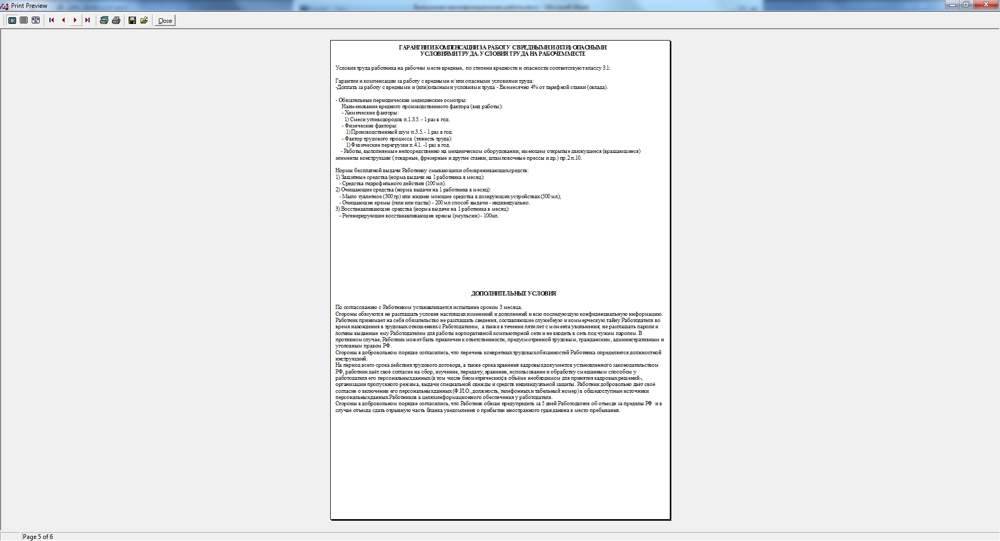 Print Preview
Close
ГАРАНТИИ И КОМПЕНСАЦИИ ЗА РАБОТУ С ВРЕДНЫМИ И (ИЛИ) ОПАСНЫМИ
УСЛОВИЯМИ ТРУДА. УСЛОВИЯ ТРУДА НА РАБОЧЕМ МЕСТЕ
Условия труда работника на рабочем месте вредные, по степени вредности и опасности соответствуют классу 3.1:
Гарантии и компенсации за работу с вредными и/или опасными условиями труда:
-Доплата за работу с вредными и (или)опасными условиями труда - Ежемесячно 4% от тарифной ставки (оклада).
- Обязательные периодические медицинские осмотры:
Наименование вредного производственного фактора (вид работы):
- Химические факторы:
1) Смеси углеводородов п.1.3.5. - 1 раз в год.
- Физические факторы:
1) Производственный шум п.3.5. - 1 раз в год.
- Фактор трудового процесса (тяжесть труда):
1) Физические перегрузки п.4.1. -1 раз в год.
- Работы, выполняемые непосредственно на механическом оборудовании, имеющем открытые движущиеся (вращающиеся)
элементы конструкции ( токарные, фрезерные и другие станки, штамповочные прессы и др.) пр.2 п.10.
Нормы бесплатной выдачи Работнику смывающих и обезвреживающих средств:
1) Защитные средства (норма выдачи на 1 работника в месяц):
- Средства гидрофильного действия (100 мл).
2) Очищающие средства (норма выдачи на 1 работника в месяц):
- Мыло туалетное (300 гр) или жидкие моющие средства в дозирующих устройствах (500 мл);
- Очищающие кремы (гели или пасты) - 200 мл способ выдачи - индивидуально.
3) Восстанавливающие средства (норма выдачи на 1 работника в месяц):
- Регенерирующие восстанавливающие кремы (эмульсии) - 100мл.
ДОПОЛНИТЕЛЬНЫЕ УСЛОВИЯ
По согласованию с Работником устанавливается испытание сроком 3 месяца.
Стороны обязуются не разглашать условия настоящих изменений и дополнений и всю последующую конфиденциальную информацию.
Работник принимает на себя обязательство не разглашать сведения, составляющие служебную и коммерческую тайну Работодателя во
время нахождения в трудовых отношениях с Работодателем, а также в течение пяти лет с момента увольнения; не разглашать пароли и
логины выданные ему Работодателем для работы корпоративной компьютерной сети и не входить в сеть под чужим паролем. В
противном случае, Работник может быть привлечен к ответственности, предусмотренной трудовым, гражданским, административным и
уголовным правом РФ.
Стороны в добровольном порядке согласились, что перечень конкретных трудовых обязанностей Работника определяется должностной
инструкцией.
На период всего срока действия трудового договора, а также срока хранения кадровых документов установленного законодательством
РФ, работник даёт своё согласие на сбор, изучение, передачу, хранение, использование и обработку смешанным способом у
работодателя его персональных данных (в том числе биометрических) в объёме необходимом для принятия кадровых решений-,
организации пропускного режима, выдачи специальной одежды и средств индивидуальной защиты. Работник добровольно даёт своё
согласие о включении его персональных данных (Ф.И.О., должность, телефонных и табельный номер) в общедоступные источники
персональных данных Работников в целях информационного обеспечения у работодателя.
Стороны в добровольном порядке согласились, что Работник обязан предупредить за 5 дней Работодателя об отъезде за пределы РФ и в
случае отъезда сдать отрывную часть бланка уведомления о прибытии иностранного гражданина в место пребывания.
Page 5 of 6